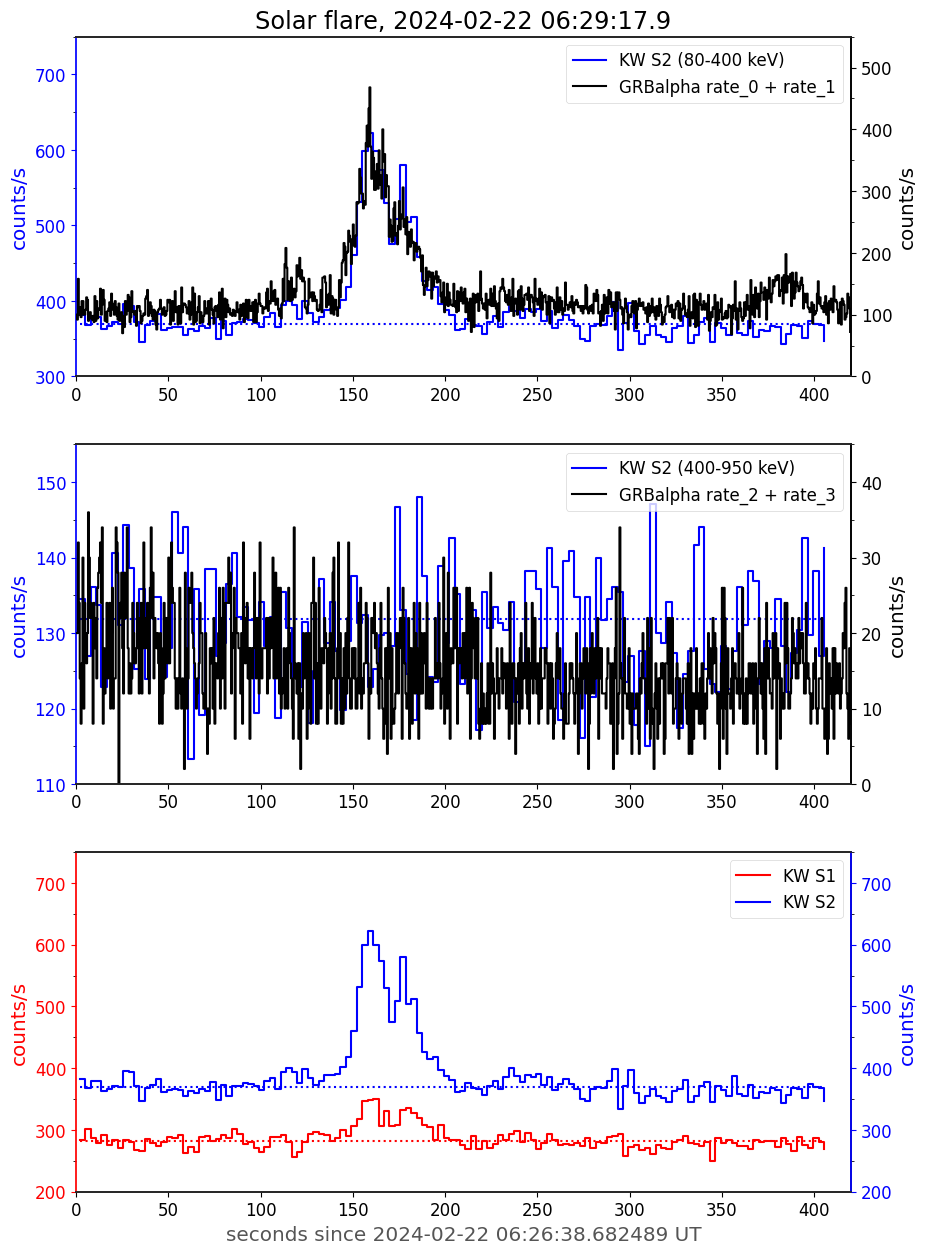 Solar flare, 2024-02-22 06:29:17.9
KW S2 (80-400 keV)
GRBalpha rate_0 + rate_1
700
600
500
400
300
500
400
300
200
100
0
counts/s
counts/s
0 50 100 150 200 250 300 350 400
KW S2 (400-950 keV)
GRBalpha rate_2 + rate_3
150
140
130
120
110
40
30
20
10
0
counts/s
counts/s
0 50 100 150 200 250 300 350 400
KW S1
KW S2
700
600
500
400
300
200
700
600
500
400
300
200
counts/s
counts/s
0 50 100 150 200 250 300 350 400
seconds since 2024-02-22 06:26:38.682489 UT